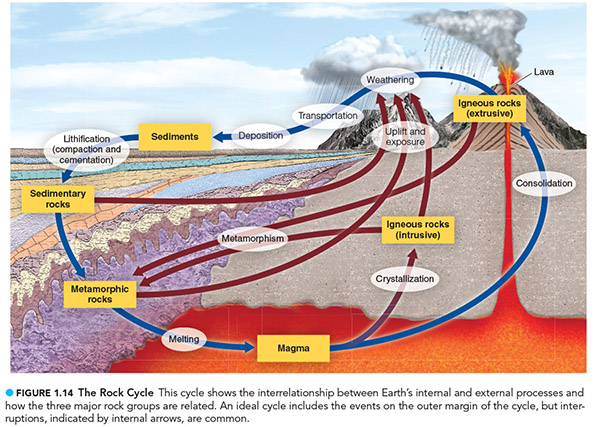 Lava
Weathering
Igneous rocks
(extrusive)
Transportation
Uplift and
exposure
Sediments
Deposition
Lithification
(compaction and
cementation)
Sedimentary
rocks
Consolidation
Metamorphism
Igneous rocks
(intrusive)
Metamorphic
rocks
Crystallization
Melting
Magma
● FIGURE 1.14 The Rock Cycle This cycle shows the interrelationship between Earth's internal and external processes and
how the three major rock groups are related. An ideal cycle includes the events on the outer margin of the cycle, but inter-
ruptions, indicated by internal arrows, are common.